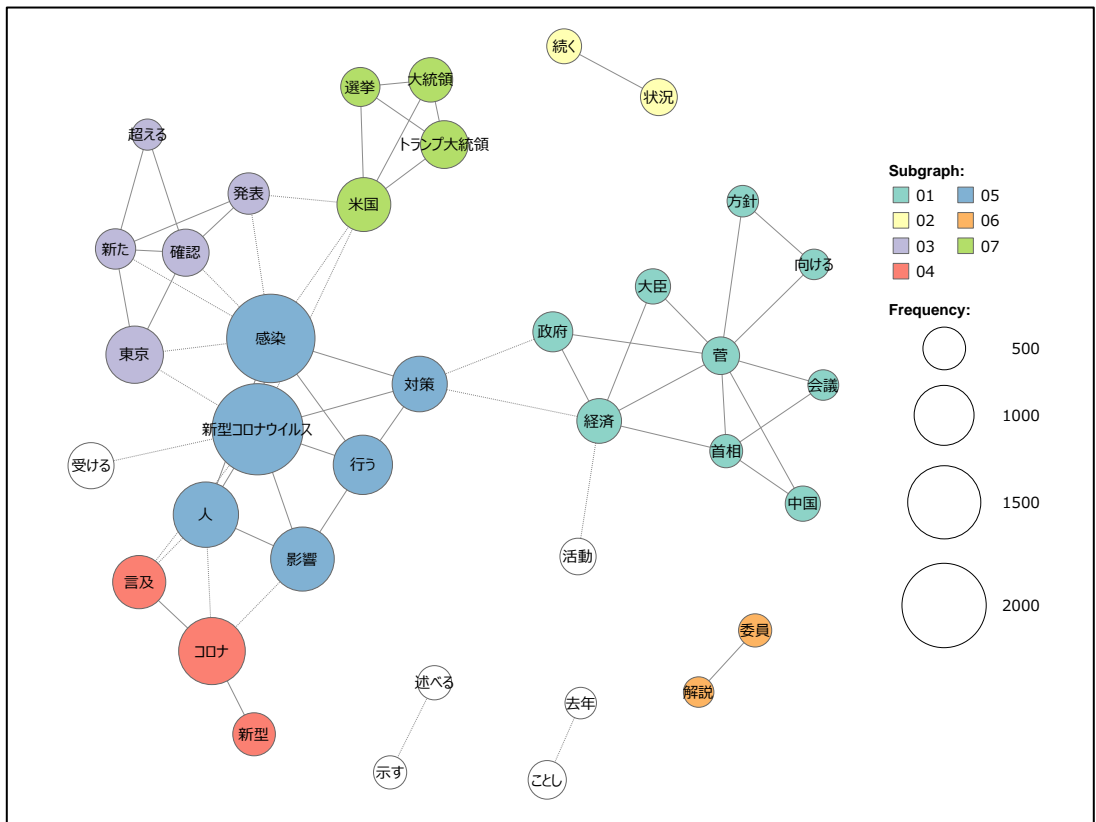 続く
状況
選挙
大統領
トランプ大統領
米国
超える
発表
新た
確認
東京
感染
新型コロナウイルス
対策
行う
受ける
人
影響
言及
コロナ
新型
方針
向ける
大臣
政府
菅
会議
経済
首相
中国
活動
委員
解説
述べる
示す
去年
ことし
Subgraph:
01
02
03
04
05
06
07
Frequency:
500
1000
1500
2000